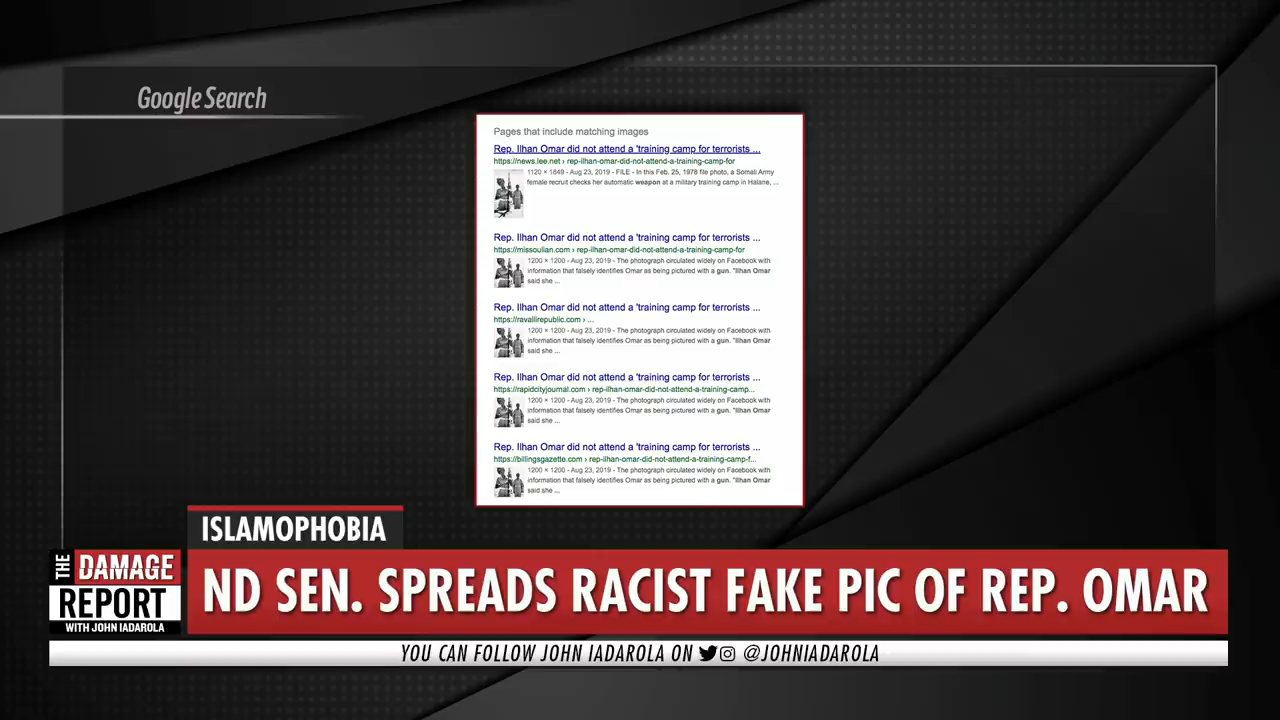 Google Search
Pages that include matching images
Rep. Ilhan Omar did not attend a 'training camp for terrorists ...
https://news.lee.net › rep-ilhan-omar-did-not-attend-a-training-camp-for
1120 × 1849 - Aug 23, 2019 - FILE - In this Feb. 25, 1978 file photo, a Somali Army
female recruit checks her automatic weapon at a military training camp in Halane, ...
Rep. Ilhan Omar did not attend a 'training camp for terrorists ...
https://missoulian.com › rep-ilhan-omar-did-not-attend-a-training-camp-for
1200 × 1200 - Aug 23, 2019 - The photograph circulated widely on Facebook with
information that falsely identifies Omar as being pictured with a gun. "Ilhan Omar
said she ...
Rep. Ilhan Omar did not attend a 'training camp for terrorists ...
https://ravallirepublic.com › ...
1200 × 1200 - Aug 23, 2019 - The photograph circulated widely on Facebook with
information that falsely identifies Omar as being pictured with a gun. "Ilhan Omar
said she ...
Rep. Ilhan Omar did not attend a 'training camp for terrorists ...
https://rapidcityjournal.com › rep-ilhan-omar-did-not-attend-a-training-camp...
1200 × 1200 - Aug 23, 2019 - The photograph circulated widely on Facebook with
information that falsely identifies Omar as being pictured with a gun. "Ilhan Omar
said she ...
Rep. Ilhan Omar did not attend a 'training camp for terrorists ...
https://billingsgazette.com › rep-ilhan-omar-did-not-attend-a-training-camp-f...
1200 × 1200 - Aug 23, 2019 - The photograph circulated widely on Facebook with
information that falsely identifies Omar as being pictured with a gun. "Ilhan Omar
said she ...
ISLAMOPHOBIA
THE DAMAGE
REPORT
WITH JOHN IADAROLA
ND SEN. SPREADS RACIST FAKE PIC OF REP. OMAR
YOU CAN FOLLOW JOHN IADAROLA ON @JOHNIADAROLA